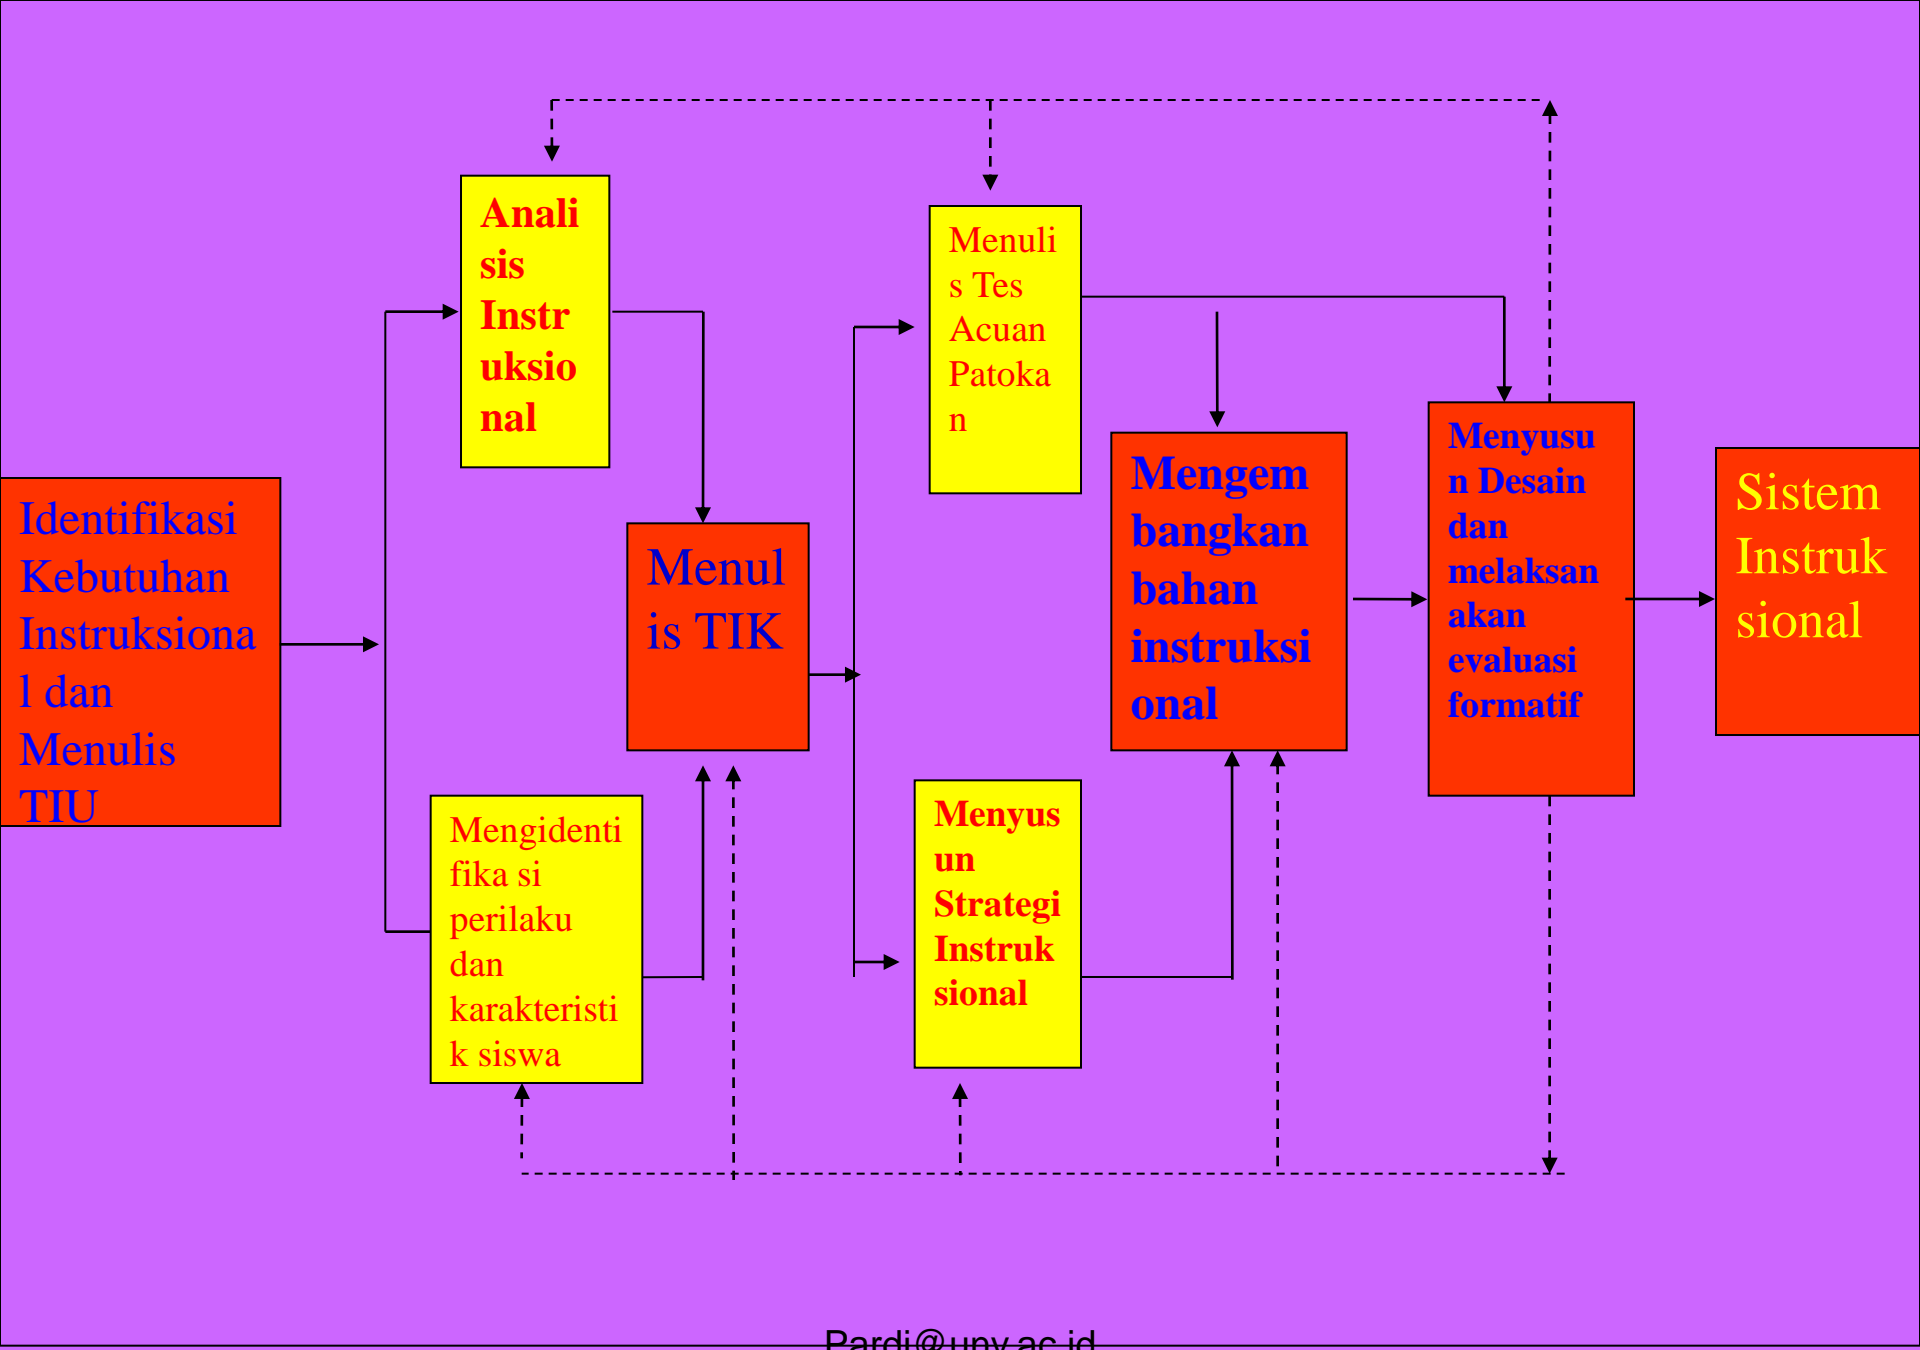 Identifikasi
Kebutuhan
Instruksiona
l dan
Menulis
TIU
Anali
sis
Instr
uksio
nal
Mengidenti
fika si
perilaku
dan
karakteristi
k siswa
Menul
is TIK
Menuli
s Tes
Acuan
Patoka
n
Menyus
un
Strategi
Instruk
sional
Mengem
bangkan
bahan
instruksi
onal
Menyusu
n Desain
dan
melaksan
akan
evaluasi
formatif
Sistem
Instruk
sional
Pardi@uny.ac.id